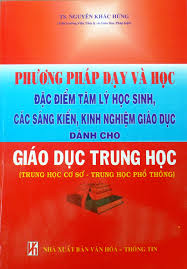 TS. NGUYỄN KHẮC HÙNG
PHƯƠNG PHÁP DẠY VÀ HỌC
ĐẶC ĐIỂM TÂM LÝ HỌC SINH,
CÁC SÁNG KIẾN, KINH NGHIỆM GIÁO DỤC
DÀNH CHO
GIÁO DỤC TRUNG HỌC
(TRUNG HỌC CƠ SỞ - TRUNG HỌC PHỔ THÔNG)
NHÀ XUẤT BẢN VĂN HÓA - THÔNG TIN